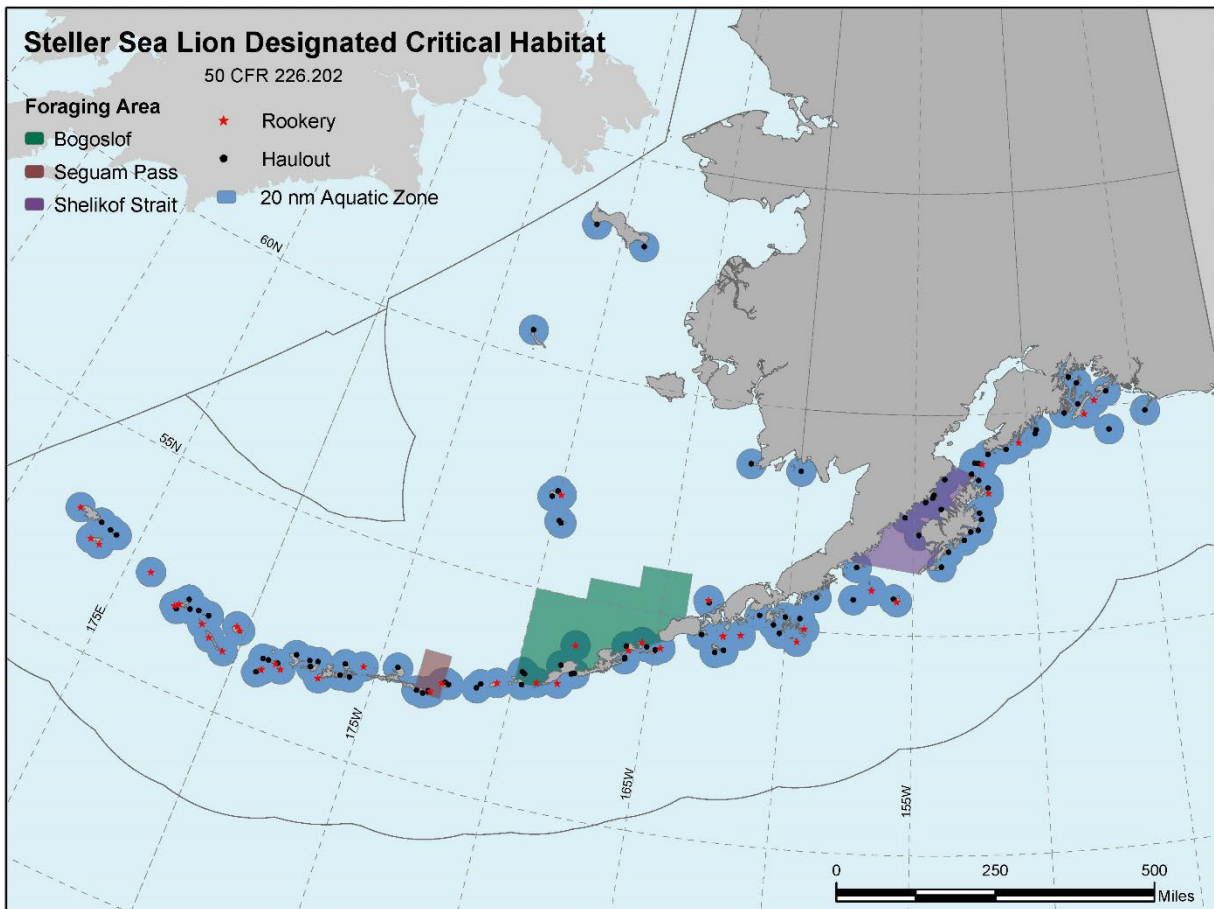 Steller Sea Lion Designated Critical Habitat
50 CFR 226.202
Foraging Area
Bogoslof
Seguam Pass
Shelikof Strait
Rookery
Haulout
20 nm Aquatic Zone
60N
55N
175E
175W
165W
155W
0 250 500
Miles